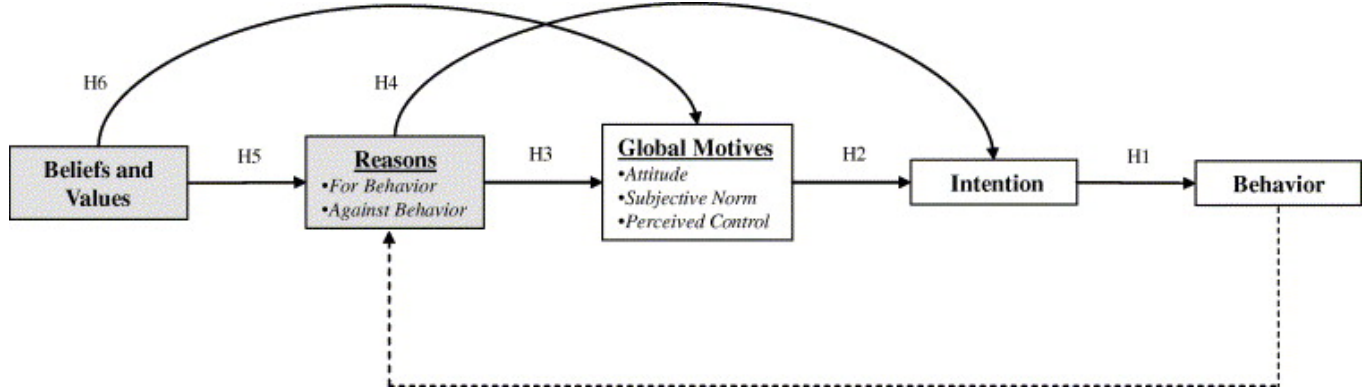 H6
H4
Beliefs and
Values
H5
Reasons
•For Behavior
•Against Behavior
H3
Global Motives
•Attitude
•Subjective Norm
•Perceived Control
H2
Intention
H1
Behavior